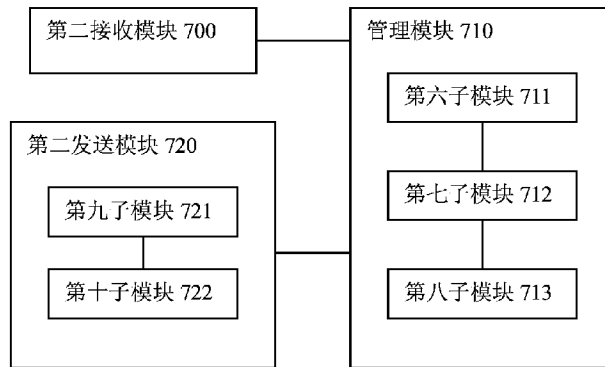 第二接收模块 700
管理模块 710
第六子模块 711
第二发送模块 720
第九子模块 721
第七子模块 712
第十子模块 722
第八子模块 713